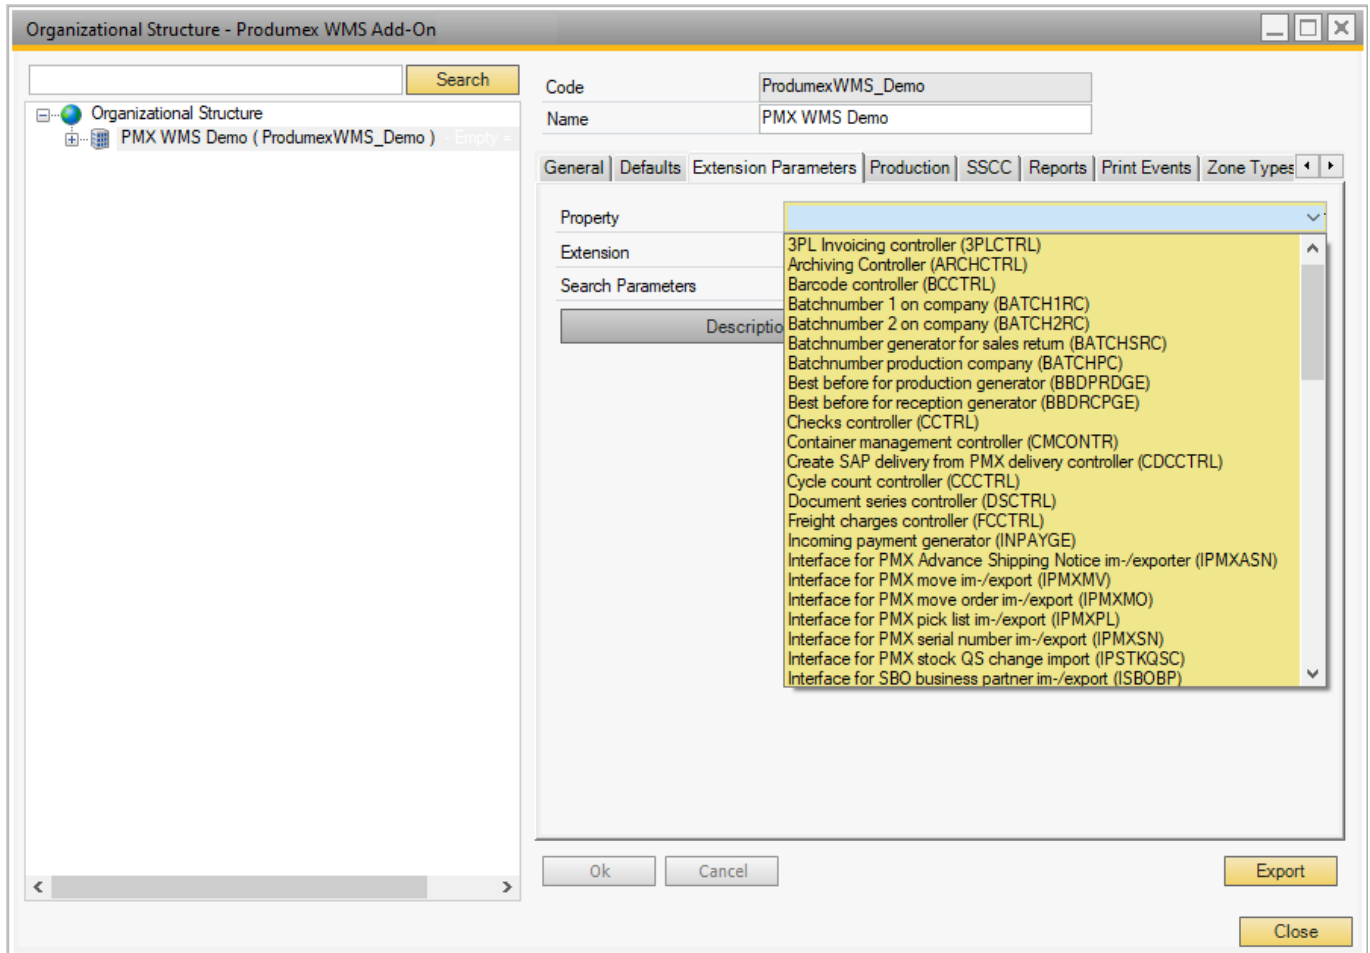 Organizational Structure - Produmex WMS Add-On
Search
Organizational Structure
PMX WMS Demo ( ProdumexWMS_Demo ) - Empty =
Code ProdumexWMS_Demo
Name PMX WMS Demo
General Defaults Extension Parameters Production SSCC Reports Print Events Zone Types
Property
Extension
Search Parameters
Descriptio
3PL Invoicing controller (3PLCTRL)
Archiving Controller (ARCHCTRL)
Barcode controller (BCCTRL)
Batchnumber 1 on company (BATCH1RC)
Batchnumber 2 on company (BATCH2RC)
Batchnumber generator for sales return (BATCHSRC)
Batchnumber production company (BATCHPC)
Best before for production generator (BBDPRDGE)
Best before for reception generator (BBDRCPGE)
Checks controller (CCTRL)
Container management controller (CMCONTR)
Create SAP delivery from PMX delivery controller (CDCCTRL)
Cycle count controller (CCCTRL)
Document series controller (DSCTRL)
Freight charges controller (FCCTRL)
Incoming payment generator (INPAYGE)
Interface for PMX Advance Shipping Notice im-/exporter (IPMXASN)
Interface for PMX move im-/export (IPMXMV)
Interface for PMX move order im-/export (IPMXMO)
Interface for PMX pick list im-/export (IPMXPL)
Interface for PMX serial number im-/export (IPMXSN)
Interface for PMX stock QS change import (IPSTKQSC)
Interface for SBO business partner im-/export (ISBOBP)
Ok Cancel Export
Close